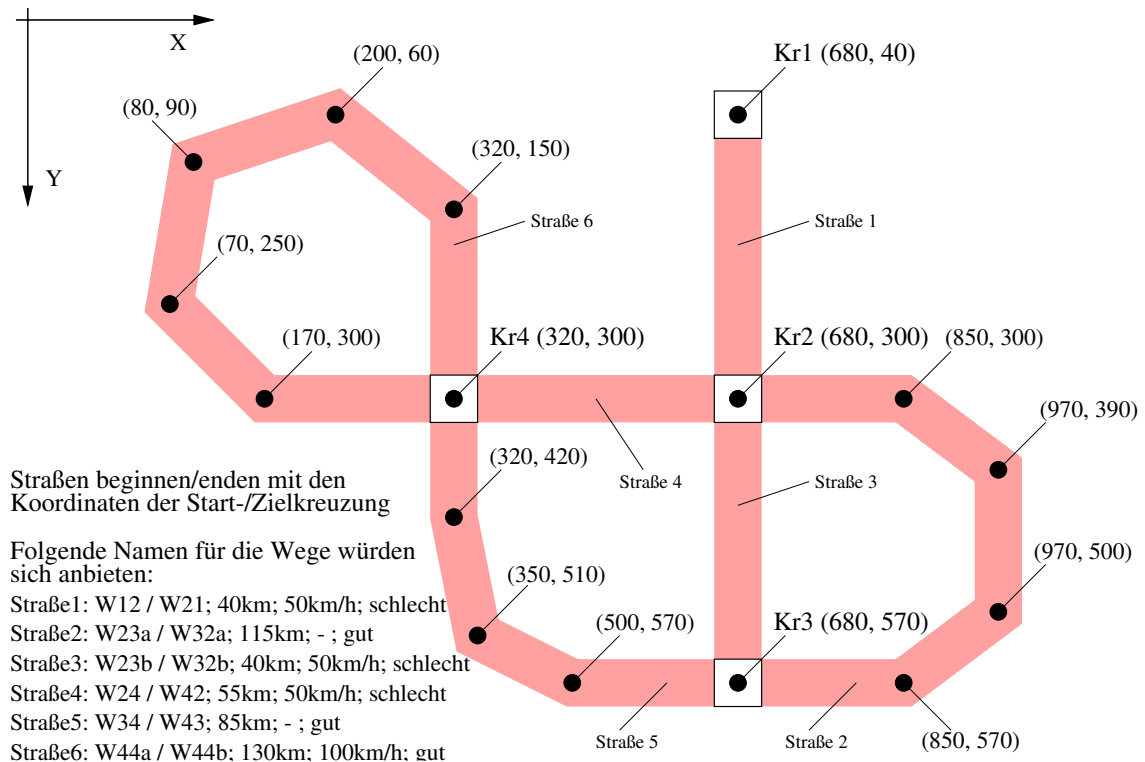 X
(200, 60)
Kr1 (680, 40)
(80, 90)
(320, 150)
Y
Straße 6
Straße 1
(70, 250)
(170, 300)
Kr4 (320, 300)
Kr2 (680, 300)
(850, 300)
(970, 390)
(320, 420)
Straße 4
Straße 3
Straßen beginnen/enden mit den
Koordinaten der Start-/Zielkreuzung
(970, 500)
Folgende Namen für die Wege würden
sich anbieten:
(350, 510)
Straße1: W12 / W21; 40km; 50km/h; schlecht
(500, 570)
Kr3 (680, 570)
Straße2: W23a / W32a; 115km; - ; gut
Straße3: W23b / W32b; 40km; 50km/h; schlecht
Straße4: W24 / W42; 55km; 50km/h; schlecht
Straße5: W34 / W43; 85km; - ; gut
Straße 5
Straße 2
(850, 570)
Straße6: W44a / W44b; 130km; 100km/h; gut